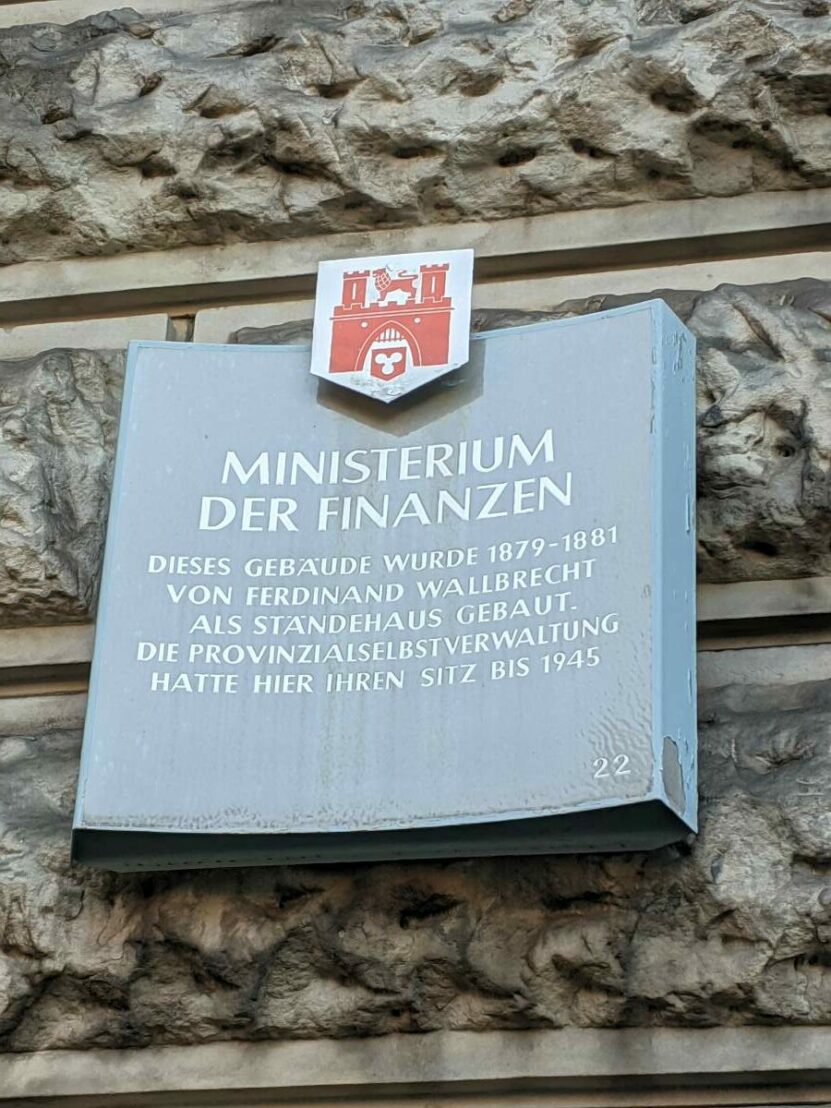 MINISTERIUM
DER FINANZEN
DIESES GEBÄUDE WURDE 1879-1881
VON FERDINAND WALLBRECHT
ALS STÄNDEHAUS GEBAUT.
DIE PROVINZIALSELBSTVERWALTUNG
HATTE HIER IHREN SITZ BIS 1945
22